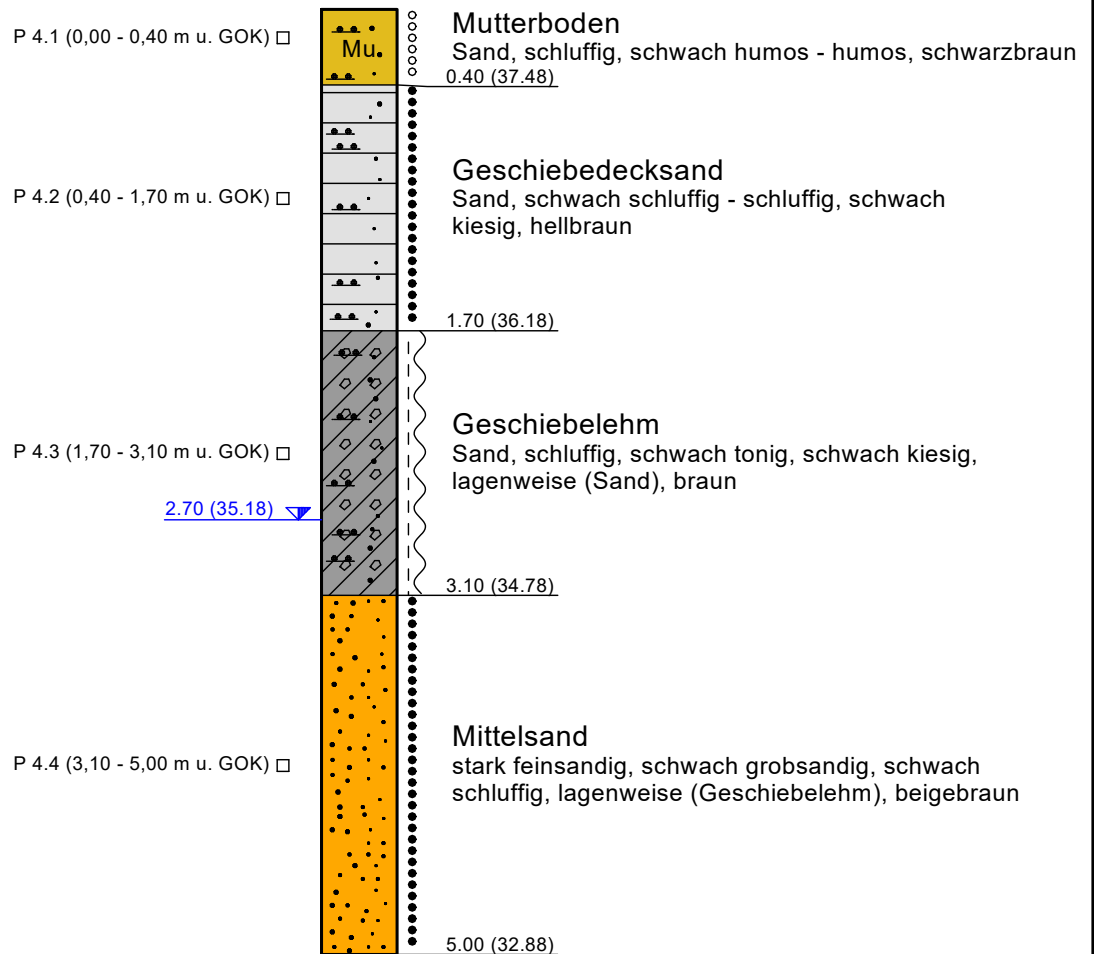 P 4.1 (0,00 - 0,40 m u. GOK)
Mu.
Mutterboden
Sand, schluffig, schwach humos - humos, schwarzbraun
0.40 (37.48)
P 4.2 (0,40 - 1,70 m u. GOK)
Geschiebedecksand
Sand, schwach schluffig - schluffig, schwach
kiesig, hellbraun
1.70 (36.18)
P 4.3 (1,70 - 3,10 m u. GOK)
Geschiebelehm
Sand, schluffig, schwach tonig, schwach kiesig,
lagenweise (Sand), braun
2.70 (35.18)
3.10 (34.78)
P 4.4 (3,10 - 5,00 m u. GOK)
Mittelsand
stark feinsandig, schwach grobsandig, schwach
schluffig, lagenweise (Geschiebelehm), beigebraun
5.00 (32.88)